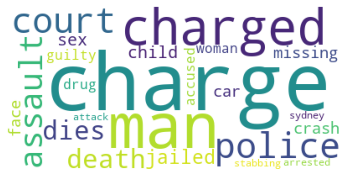 court charged
sex child woman missing
guilty accused
assault charge
drug car
face man police
dies attack sydney crash
death jailed stabbing arrested